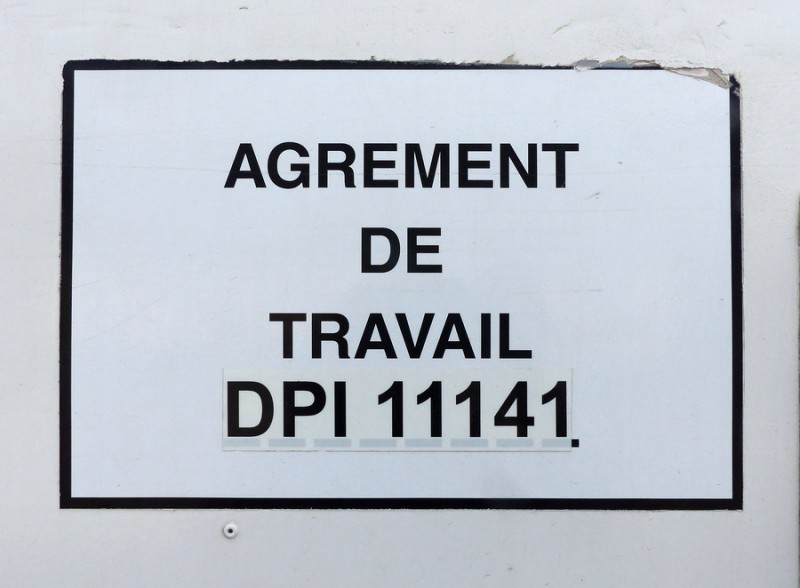 AGREMENT
DE
TRAVAIL
DPI 11141.